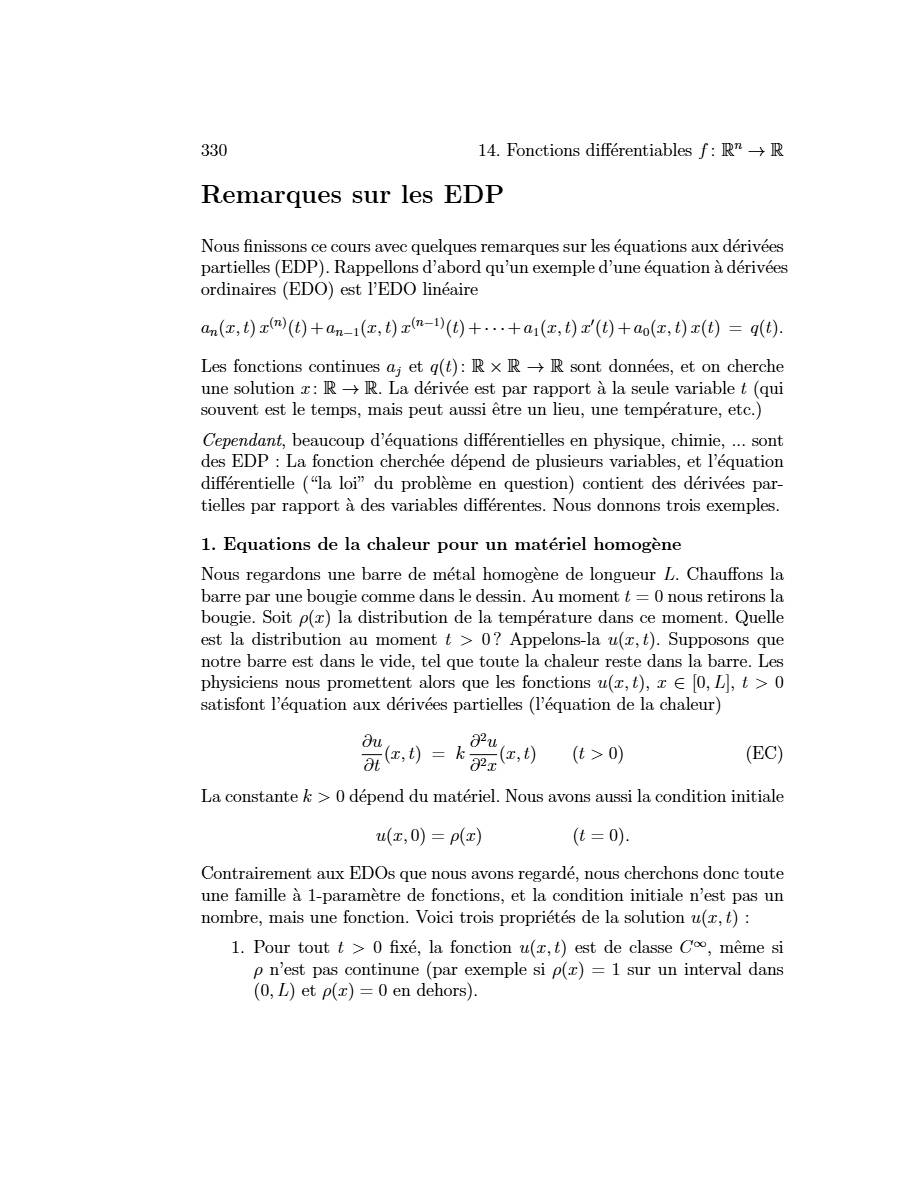 330 14. Fonctions différentiables f : ℝⁿ → ℝ
Remarques sur les EDP
Nous finissons ce cours avec quelques remarques sur les équations aux dérivées
partielles (EDP). Rappellons d’abord qu’un exemple d’une équation à dérivées
ordinaires (EDO) est l’EDO linéaire
aₙ(x, t) x⁽ⁿ⁾(t) + aₙ₋₁(x, t) x⁽ⁿ⁻¹⁾(t) + · · · + a₁(x, t) x′(t) + a₀(x, t) x(t) = q(t).
Les fonctions continues aⱼ et q(t) : ℝ × ℝ → ℝ sont données, et on cherche
une solution x : ℝ → ℝ. La dérivée est par rapport à la seule variable t (qui
souvent est le temps, mais peut aussi être un lieu, une température, etc.)
Cependant, beaucoup d’équations différentielles en physique, chimie, ... sont
des EDP : La fonction cherchée dépend de plusieurs variables, et l’équation
différentielle (“la loi” du problème en question) contient des dérivées par-
tielles par rapport à des variables différentes. Nous donnons trois exemples.
1. Equations de la chaleur pour un matériel homogène
Nous regardons une barre de métal homogène de longueur L. Chauffons la
barre par une bougie comme dans le dessin. Au moment t = 0 nous retirons la
bougie. Soit ρ(x) la distribution de la température dans ce moment. Quelle
est la distribution au moment t > 0 ? Appelons-la u(x, t). Supposons que
notre barre est dans le vide, tel que toute la chaleur reste dans la barre. Les
physiciens nous promettent alors que les fonctions u(x, t), x ∈ [0, L], t > 0
satisfont l’équation aux dérivées partielles (l’équation de la chaleur)
∂u/∂t (x, t) = k ∂²u/∂²x (x, t) (t > 0) (EC)
La constante k > 0 dépend du matériel. Nous avons aussi la condition initiale
u(x, 0) = ρ(x) (t = 0).
Contrairement aux EDOs que nous avons regardé, nous cherchons donc toute
une famille à 1-paramètre de fonctions, et la condition initiale n’est pas un
nombre, mais une fonction. Voici trois propriétés de la solution u(x, t) :
1. Pour tout t > 0 fixé, la fonction u(x, t) est de classe C∞, même si
ρ n’est pas continune (par exemple si ρ(x) = 1 sur un interval dans
(0, L) et ρ(x) = 0 en dehors).